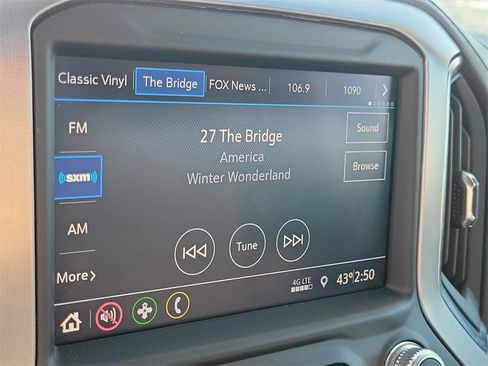 Classic Vinyl The Bridge FOX News ... 106.9 1090
FM
27 The Bridge
Sound
America
Winter Wonderland
Browse
sxm
AM
Tune
More
4G LTE
43° 2:50